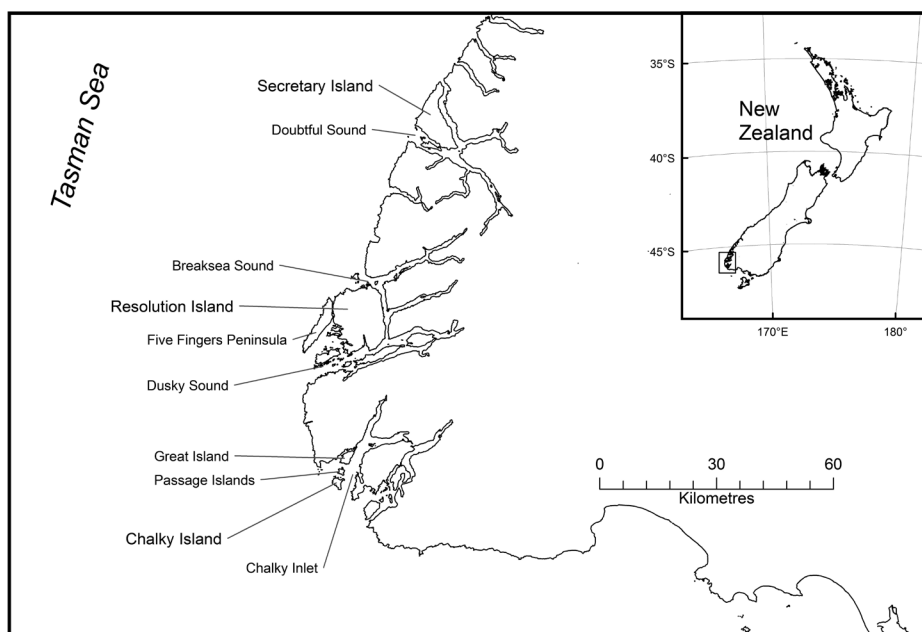 Tasman Sea
Secretary Island
Doubtful Sound
Breaksea Sound
Resolution Island
Five Fingers Peninsula
Dusky Sound
Great Island
Passage Islands
Chalky Island
Chalky Inlet
New
Zealand
35°S
40°S
45°S
170°E
180°
0 30 60
Kilometres